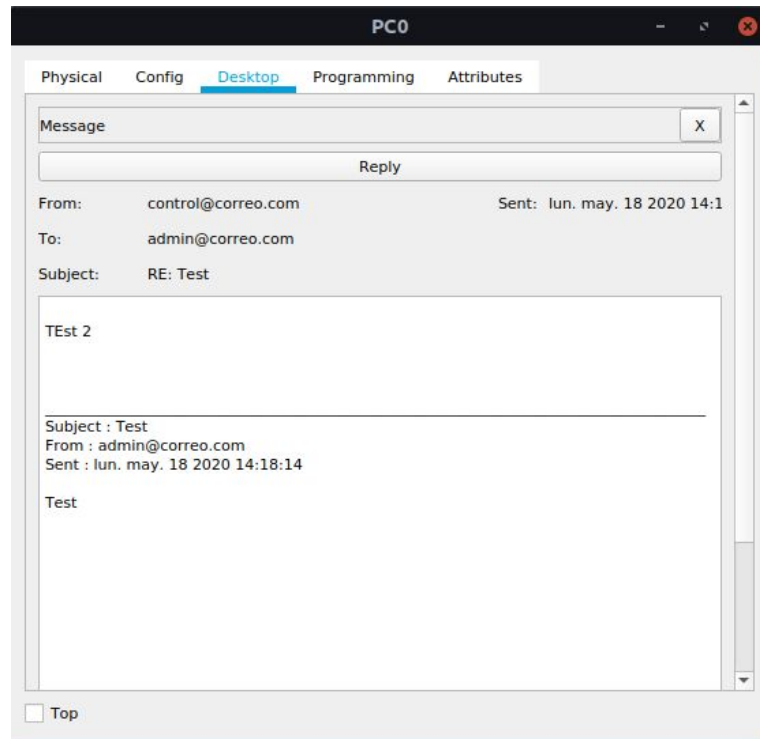 PC0
Physical Config Desktop Programming Attributes
Message X
Reply
From: control@correo.com Sent: lun. may. 18 2020 14:1
To: admin@correo.com
Subject: RE: Test
TEst 2
Subject : Test
From : admin@correo.com
Sent : lun. may. 18 2020 14:18:14
Test
Top